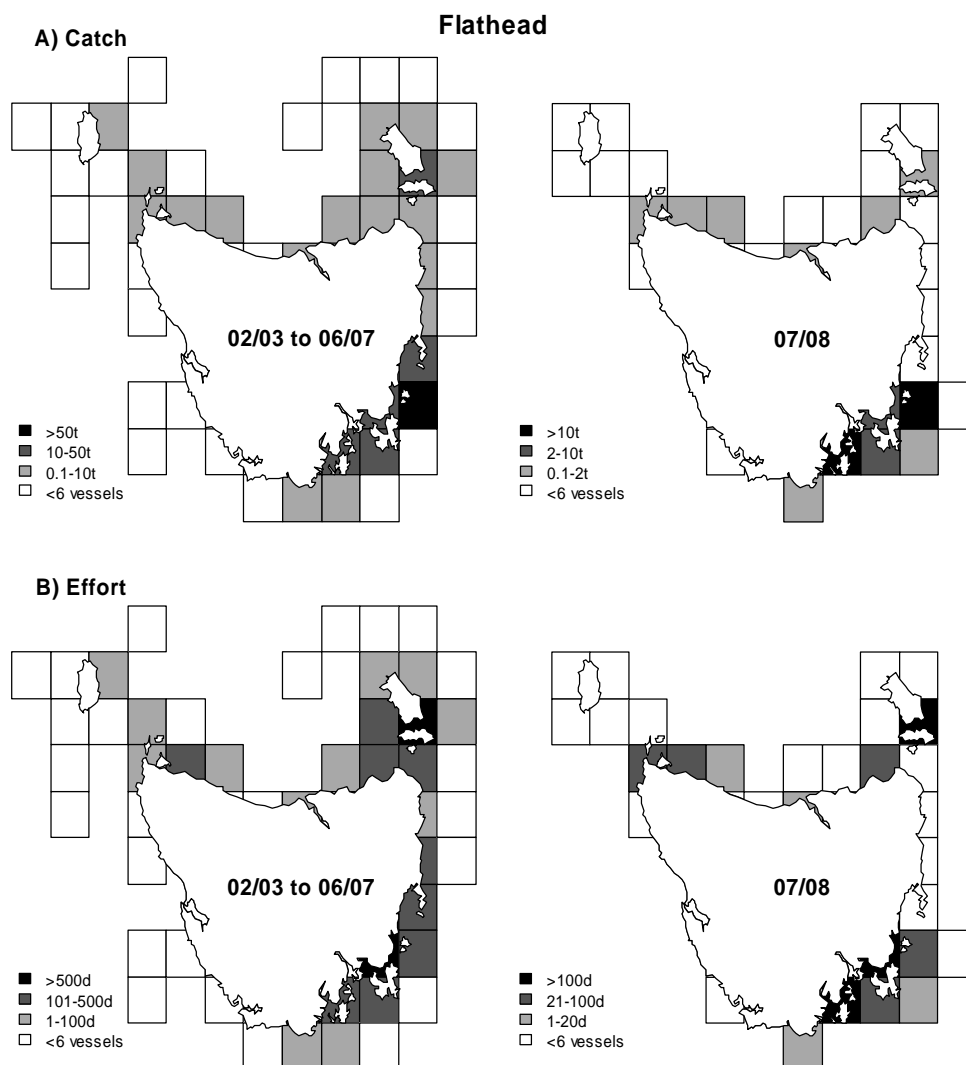 Flathead
A) Catch
02/03 to 06/07
>50t
10-50t
0.1-10t
<6 vessels
07/08
>10t
2-10t
0.1-2t
<6 vessels
B) Effort
02/03 to 06/07
>500d
101-500d
1-100d
<6 vessels
07/08
>100d
21-100d
1-20d
<6 vessels